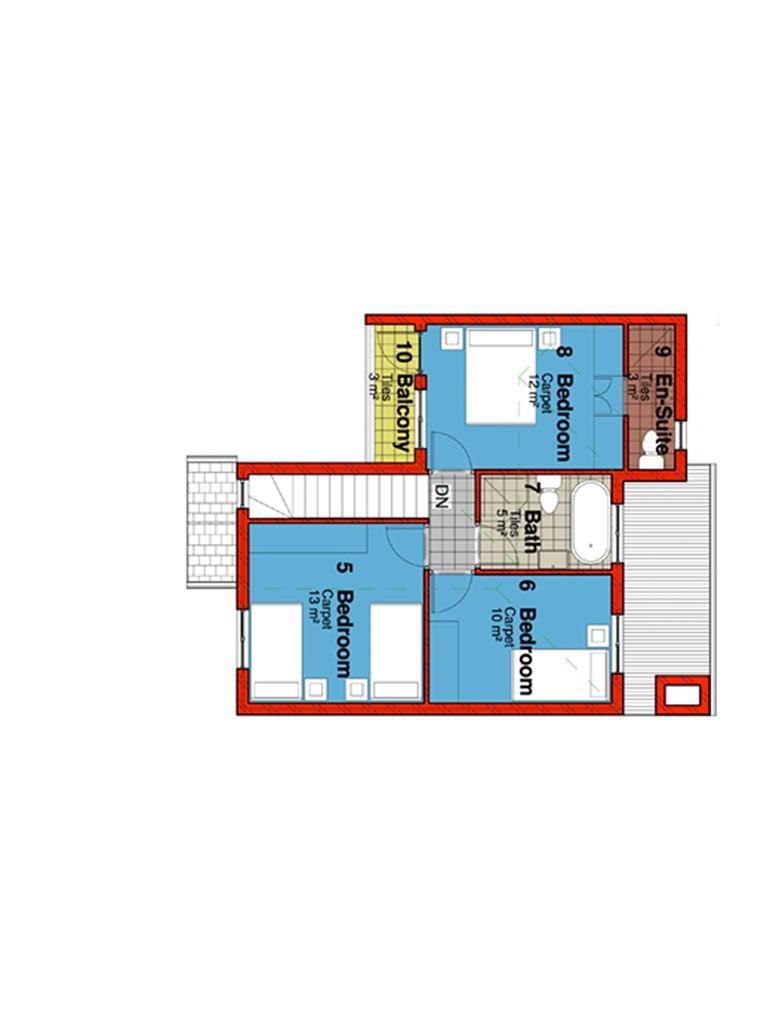 10 Balcony
Tiles
3 m²
8 Bedroom
Carpet
12 m²
9 En-Suite
Tiles
3 m²
DN
7 Bath
Tiles
5 m²
5 Bedroom
Carpet
13 m²
6 Bedroom
Carpet
10 m²